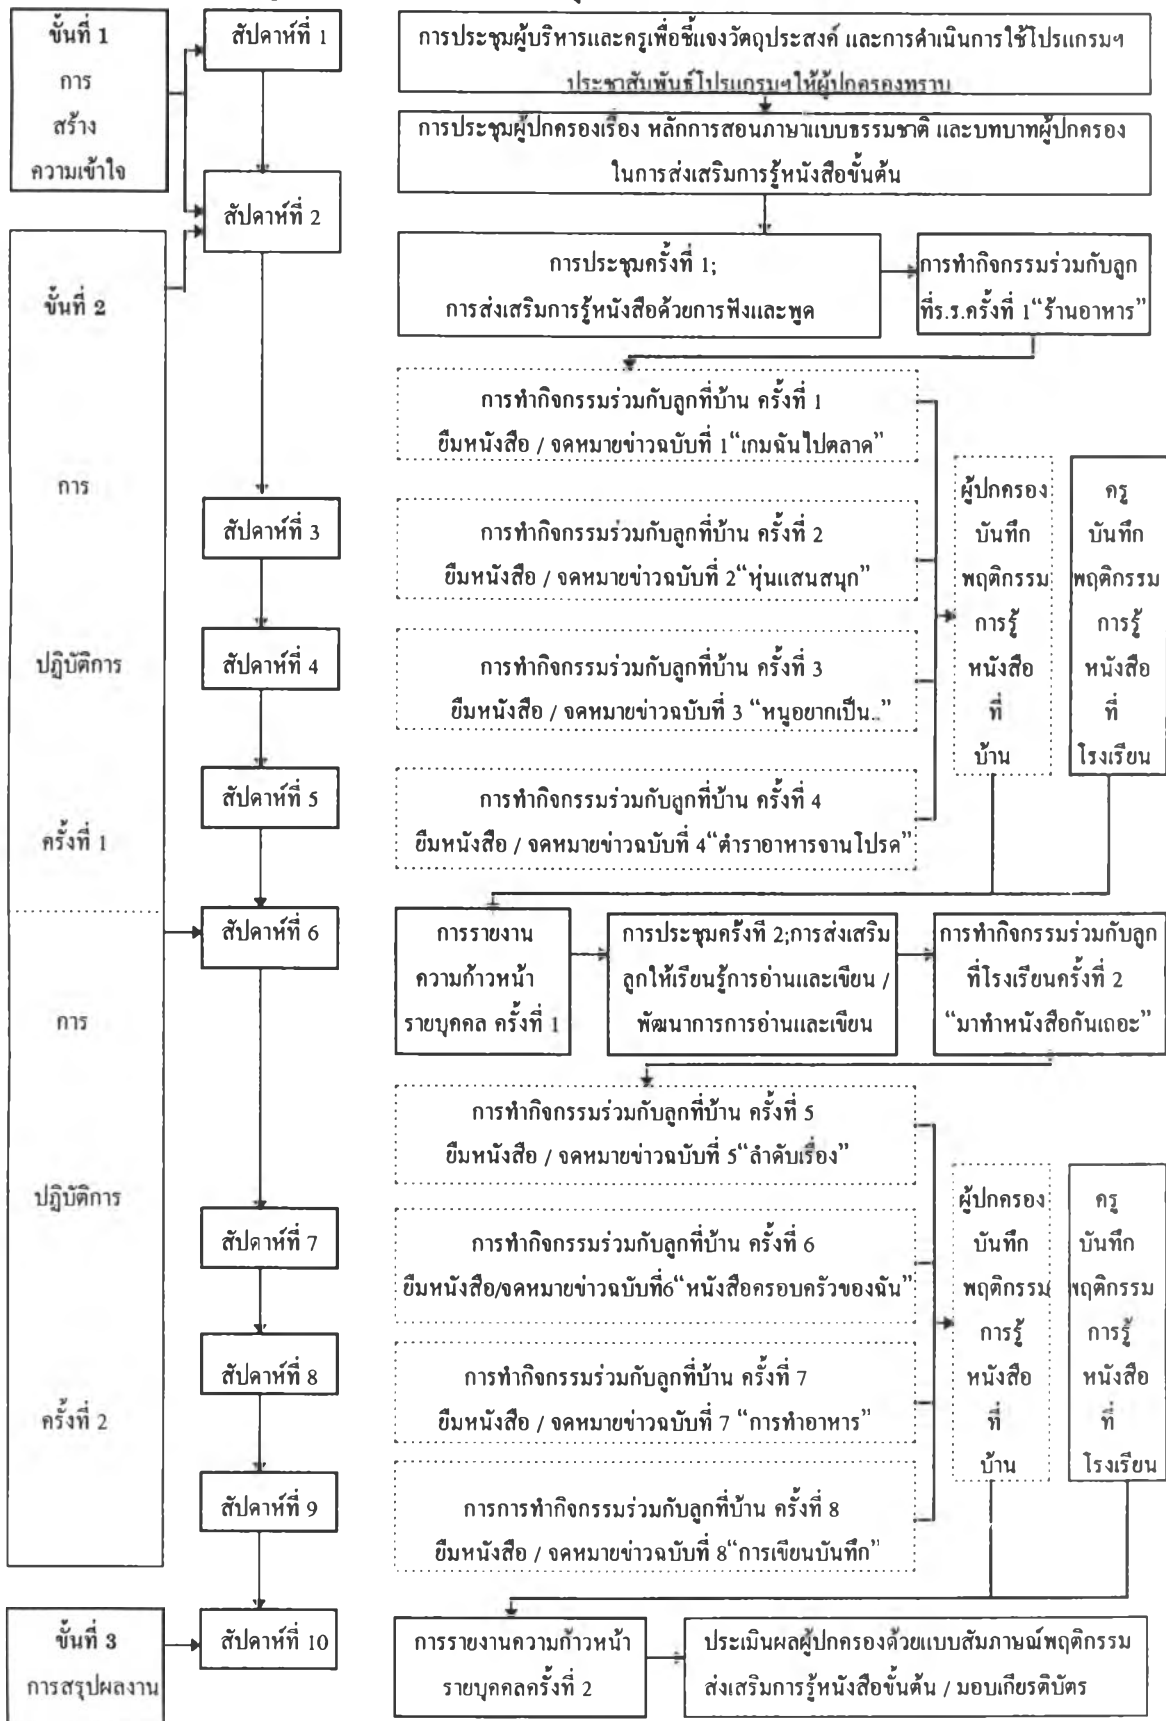 ขั้นที่ 1
การ
สร้าง
ความเข้าใจ
สัปดาห์ที่ 1
การประชุมผู้บริหารและครูเพื่อชี้แจงวัตถุประสงค์ และการดำเนินการใช้โปรแกรมฯ
ประชาสัมพันธ์โปรแกรมฯให้ผู้ปกครองทราบ
การประชุมผู้ปกครองเรื่อง หลักการสอนภาษาแบบธรรมชาติ และบทบาทผู้ปกครอง
ในการส่งเสริมการรู้หนังสือขั้นต้น
สัปดาห์ที่ 2
ขั้นที่ 2
การ
ปฏิบัติการ
ครั้งที่ 1
การประชุมครั้งที่ 1;
การส่งเสริมการรู้หนังสือด้วยการฟังและพูด
การทำกิจกรรมร่วมกับลูก
ที่ร.ร.ครั้งที่ 1“ร้านอาหาร”
การทำกิจกรรมร่วมกับลูกที่บ้าน ครั้งที่ 1
ยืมหนังสือ / จดหมายข่าวฉบับที่ 1“เกมฉันไปตลาด”
สัปดาห์ที่ 3
การทำกิจกรรมร่วมกับลูกที่บ้าน ครั้งที่ 2
ยืมหนังสือ / จดหมายข่าวฉบับที่ 2“หุ่นแสนสนุก”
สัปดาห์ที่ 4
การทำกิจกรรมร่วมกับลูกที่บ้าน ครั้งที่ 3
ยืมหนังสือ / จดหมายข่าวฉบับที่ 3 “หนูอยากเป็น..”
สัปดาห์ที่ 5
การทำกิจกรรมร่วมกับลูกที่บ้าน ครั้งที่ 4
ยืมหนังสือ / จดหมายข่าวฉบับที่ 4“ตำราอาหารจานโปรด”
ผู้ปกครอง
บันทึก
พฤติกรรม
การรู้
หนังสือ
ที่
บ้าน
ครู
บันทึก
พฤติกรรม
การรู้
หนังสือ
ที่
โรงเรียน
สัปดาห์ที่ 6
การ
ปฏิบัติการ
ครั้งที่ 2
การรายงาน
ความก้าวหน้า
รายบุคคล ครั้งที่ 1
การประชุมครั้งที่ 2;การส่งเสริม
ลูกให้เรียนรู้การอ่านและเขียน /
พัฒนาการการอ่านและเขียน
การทำกิจกรรมร่วมกับลูก
ที่โรงเรียนครั้งที่ 2
“มาทำหนังสือกันเถอะ”
การทำกิจกรรมร่วมกับลูกที่บ้าน ครั้งที่ 5
ยืมหนังสือ / จดหมายข่าวฉบับที่ 5“ลำดับเรื่อง”
สัปดาห์ที่ 7
การทำกิจกรรมร่วมกับลูกที่บ้าน ครั้งที่ 6
ยืมหนังสือ/จดหมายข่าวฉบับที่6“หนังสือครอบครัวของฉัน”
สัปดาห์ที่ 8
การทำกิจกรรมร่วมกับลูกที่บ้าน ครั้งที่ 7
ยืมหนังสือ / จดหมายข่าวฉบับที่ 7 “การทำอาหาร”
สัปดาห์ที่ 9
การการทำกิจกรรมร่วมกับลูกที่บ้าน ครั้งที่ 8
ยืมหนังสือ / จดหมายข่าวฉบับที่ 8“การเขียนบันทึก”
ผู้ปกครอง
บันทึก
พฤติกรรม
การรู้
หนังสือ
ที่
บ้าน
ครู
บันทึก
พฤติกรรม
การรู้
หนังสือ
ที่
โรงเรียน
ขั้นที่ 3
การสรุปผลงาน
สัปดาห์ที่ 10
การรายงานความก้าวหน้า
รายบุคคลครั้งที่ 2
ประเมินผลผู้ปกครองด้วยแบบสัมภาษณ์พฤติกรรม
ส่งเสริมการรู้หนังสือขั้นต้น / มอบเกียรติบัตร